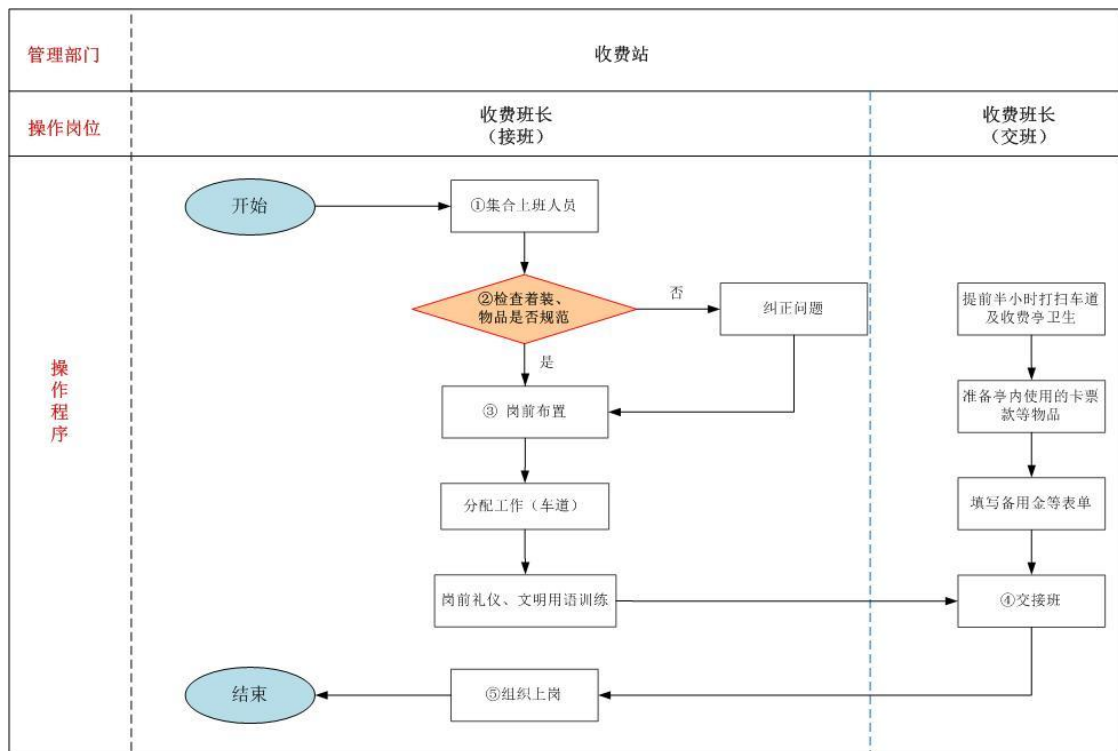 管理部门
收费站
操作岗位
收费班长
（接班）
收费班长
（交班）
操
作
程
序
开始
①集合上班人员
②检查着装、
物品是否规范
否
纠正问题
是
③ 岗前布置
分配工作（车道）
岗前礼仪、文明用语训练
提前半小时打扫车道
及收费亭卫生
准备亭内使用的卡票
款等物品
填写备用金等表单
④交接班
⑤组织上岗
结束